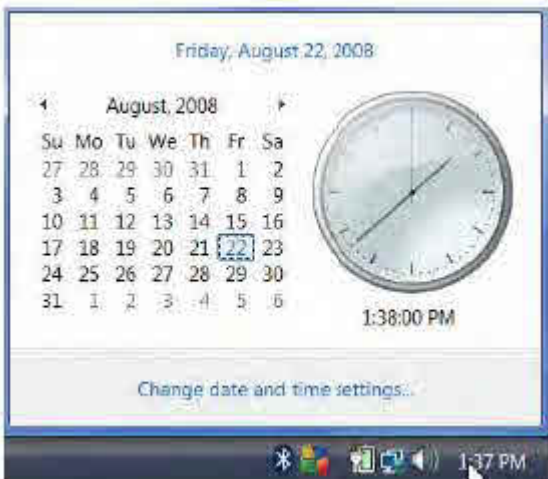 Friday, August 22, 2008
August, 2008
Su Mo Tu We Th Fr Sa
27 28 29 30 31 1 2
3 4 5 6 7 8 9
10 11 12 13 14 15 16
17 18 19 20 21 22 23
24 25 26 27 28 29 30
31 1 2 3 4 5 6
1:38:00 PM
Change date and time settings...
1:37 PM